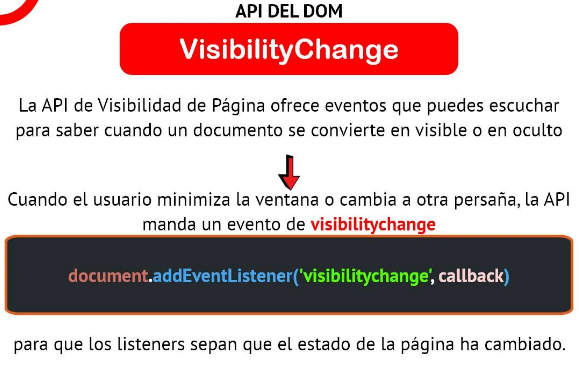 API DEL DOM
VisibilityChange
La API de Visibilidad de Página ofrece eventos que puedes escuchar
para saber cuando un documento se convierte en visible o en oculto
Cuando el usuario minimiza la ventana o cambia a otra persaña, la API
manda un evento de visibilitychange
document.addEventListener('visibilitychange', callback)
para que los listeners sepan que el estado de la página ha cambiado.